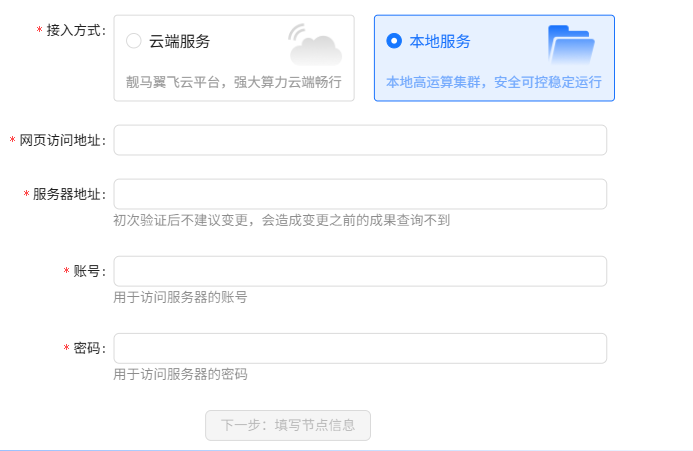 * 接入方式:
云端服务
靓马翼飞云平台，强大算力云端畅行
本地服务
本地高运算集群，安全可控稳定运行
* 网页访问地址:
* 服务器地址:
初次验证后不建议变更，会造成变更之前的成果查询不到
* 账号:
用于访问服务器的账号
* 密码:
用于访问服务器的密码
下一步：填写节点信息